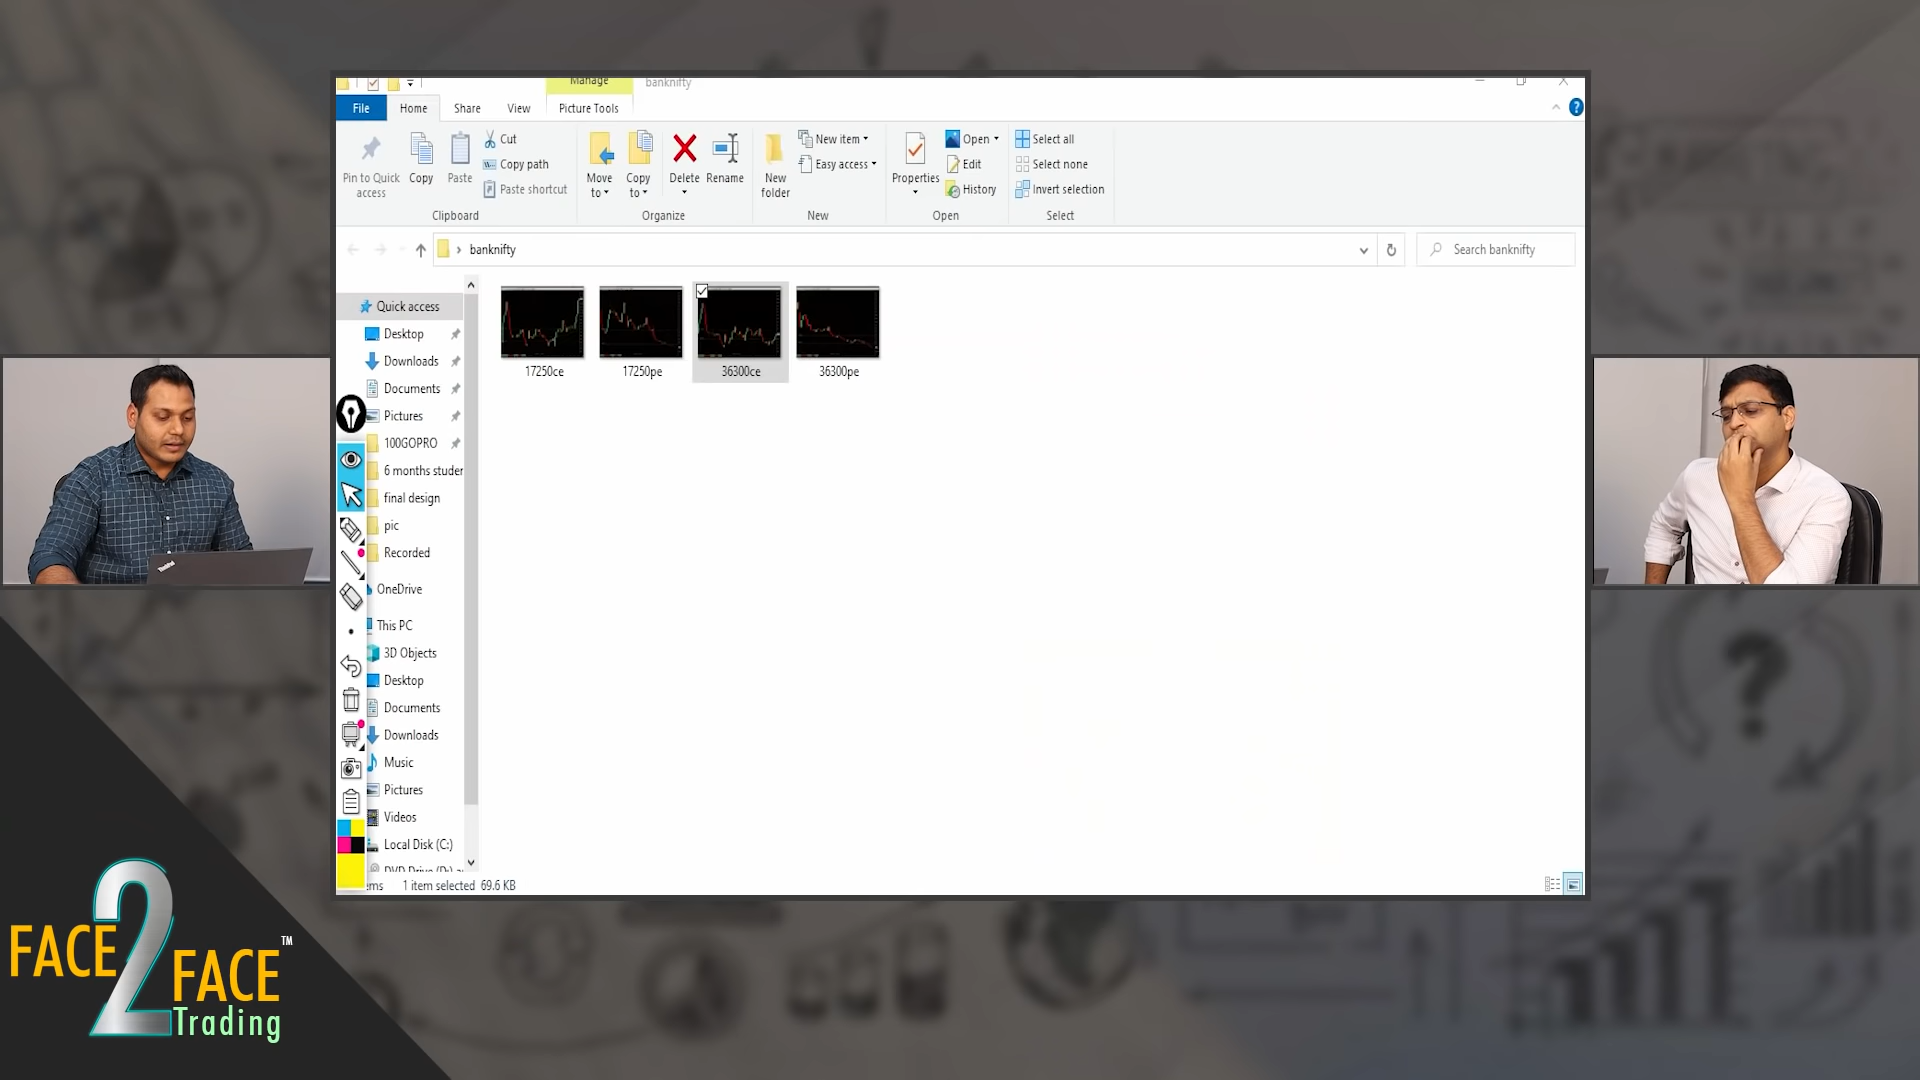 Manage
banknifty
File
Home
Share
View
Picture Tools
Pin to Quick access
Copy
Paste
Cut
Copy path
Paste shortcut
Clipboard
Move to
Copy to
Delete
Rename
Organize
New folder
New item
Easy access
New
Properties
Open
Edit
History
Open
Select all
Select none
Invert selection
Select
banknifty
Search banknifty
Quick access
Desktop
Downloads
Documents
Pictures
100GOPRO
6 months studer
final design
pic
Recorded
OneDrive
This PC
3D Objects
Desktop
Documents
Downloads
Music
Pictures
Videos
Local Disk (C:)
17250ce
17250pe
36300ce
36300pe
ems 1 item selected 69.6 KB
ThinkPad
FACE 2 FACE ™
Trading